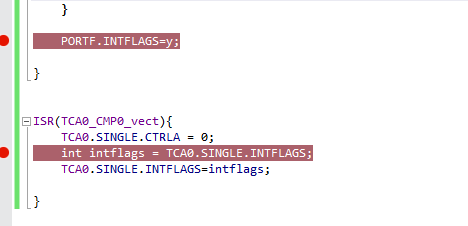 }
PORTF.INTFLAGS=y;
}
ISR(TCA0_CMP0_vect){
TCA0.SINGLE.CTRLA = 0;
int intflags = TCA0.SINGLE.INTFLAGS;
TCA0.SINGLE.INTFLAGS=intflags;
}